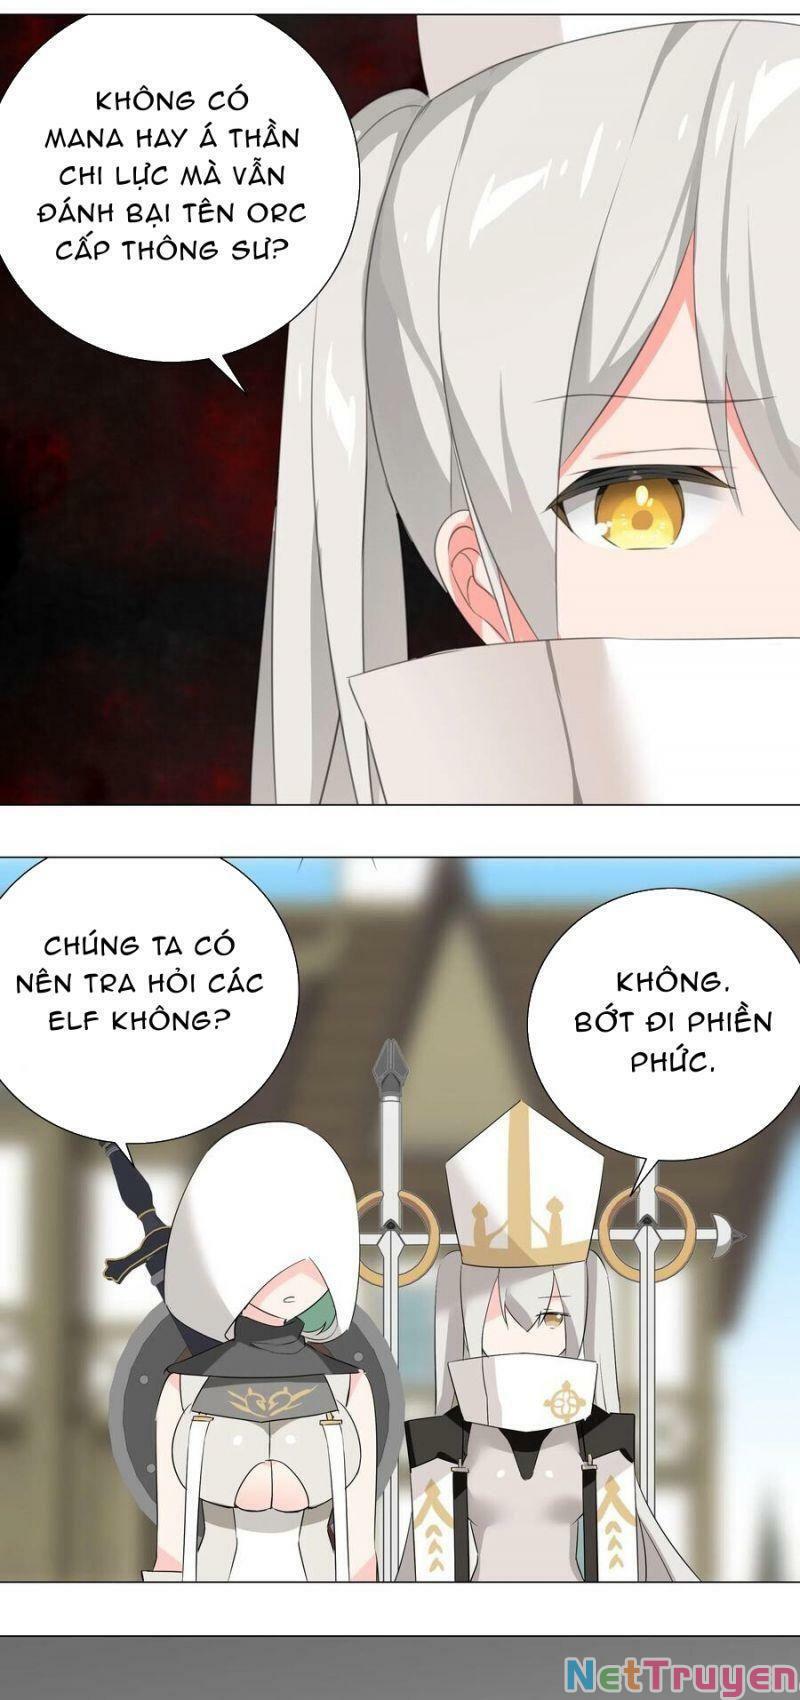 KHÔNG CÓ
MANA HAY Á THẦN
CHI LỰC MÀ VẪN
ĐÁNH BẠI TÊN ORC
CẤP THÔNG SƯ?
CHÚNG TA CÓ
NÊN TRA HỎI CÁC
ELF KHÔNG?
KHÔNG.
BỚT ĐI PHIỀN
PHỨC.
NetTruyen